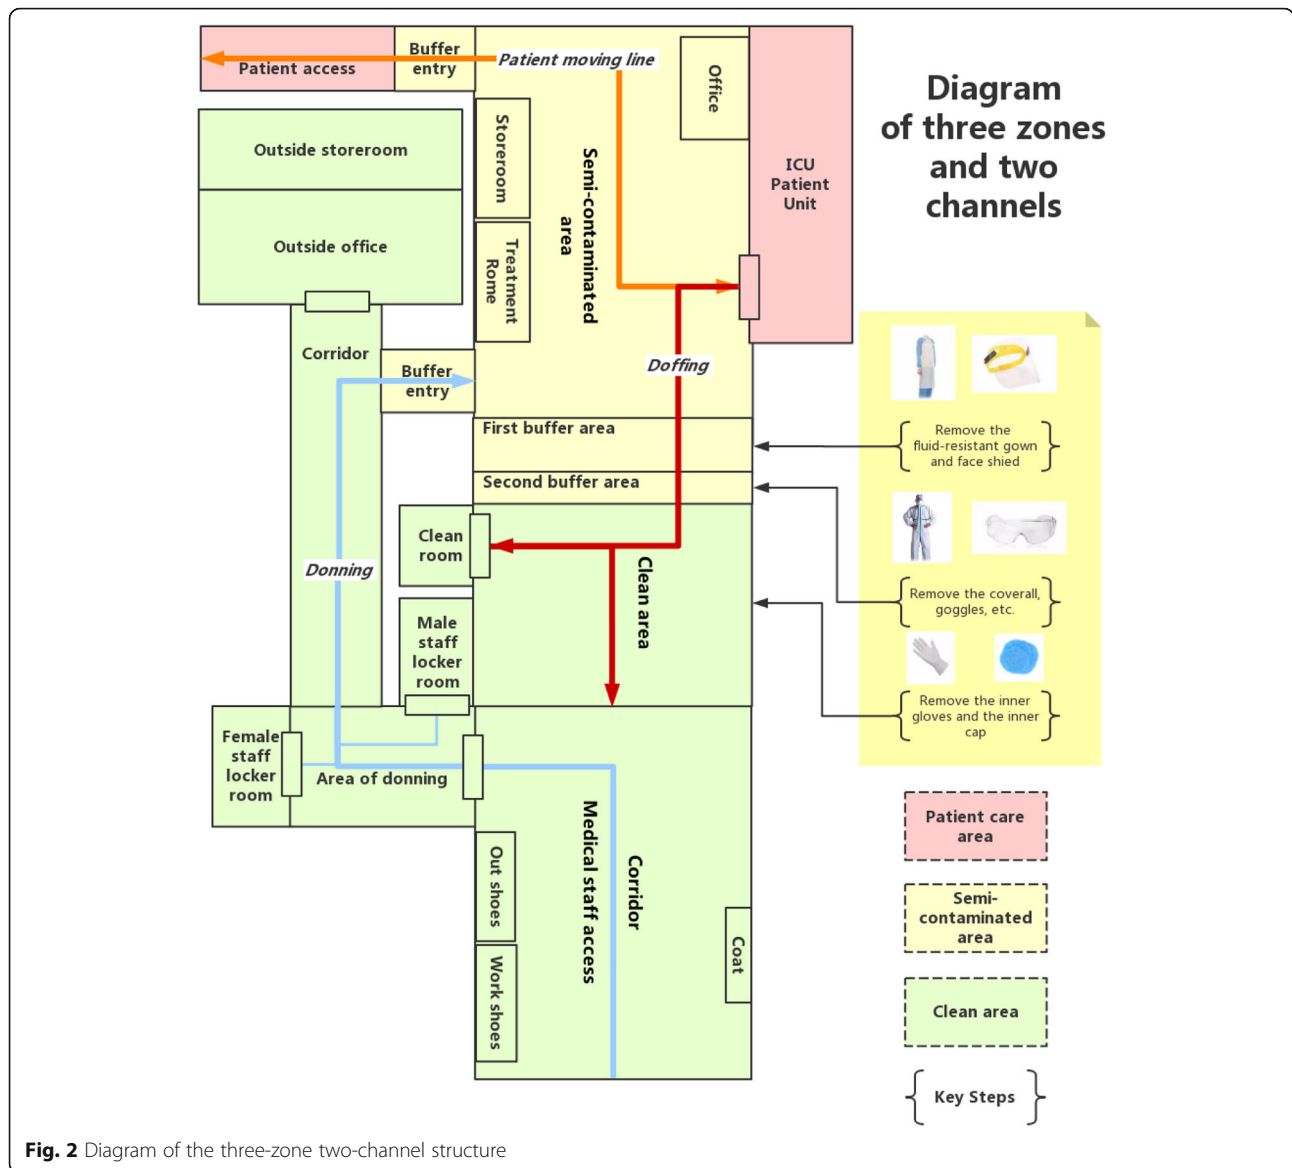 Patient access
Buffer
entry
Patient moving line
Office
Diagram
of three zones
and two
channels
Outside storeroom
Storeroom
Semi-contaminated
area
ICU
Patient
Unit
Outside office
Treatment
Rome
Corridor
Buffer
entry
Doffing
First buffer area
Remove the
fluid-resistant gown
and face shied
Second buffer area
Clean
room
Donning
Clean area
Remove the coverall,
goggles, etc.
Male
staff
locker
room
Remove the inner
gloves and the inner
cap
Female
staff
locker
room
Area of donning
Medical staff access
Corridor
Out shoes
Work shoes
Coat
Patient care
area
Semi-
contaminated
area
Clean area
Key Steps
Fig. 2 Diagram of the three-zone two-channel structure